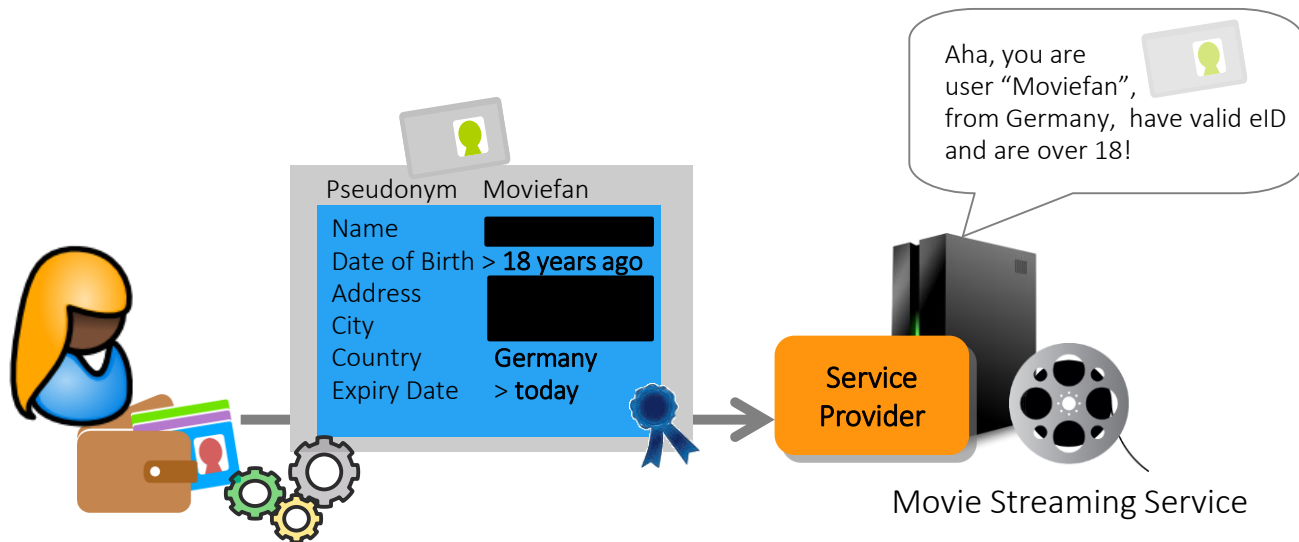 Aha, you are
user “Moviefan”,
from Germany,  have valid eID
and are over 18!
Pseudonym Moviefan
Name
Date of Birth > 18 years ago
Address
City
Country Germany
Expiry Date > today
Service
Provider
Movie Streaming Service